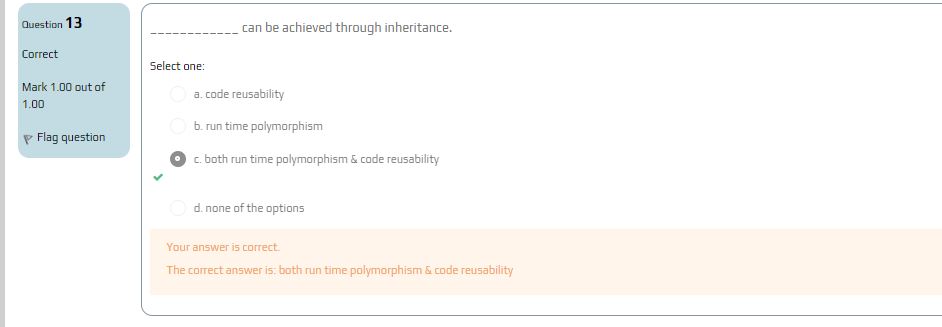 Question 13
Correct
Mark 1.00 out of
1.00
Flag question
____________ can be achieved through inheritance.
Select one:
a. code reusability
b. run time polymorphism
c. both run time polymorphism & code reusability
d. none of the options
Your answer is correct.
The correct answer is: both run time polymorphism & code reusability